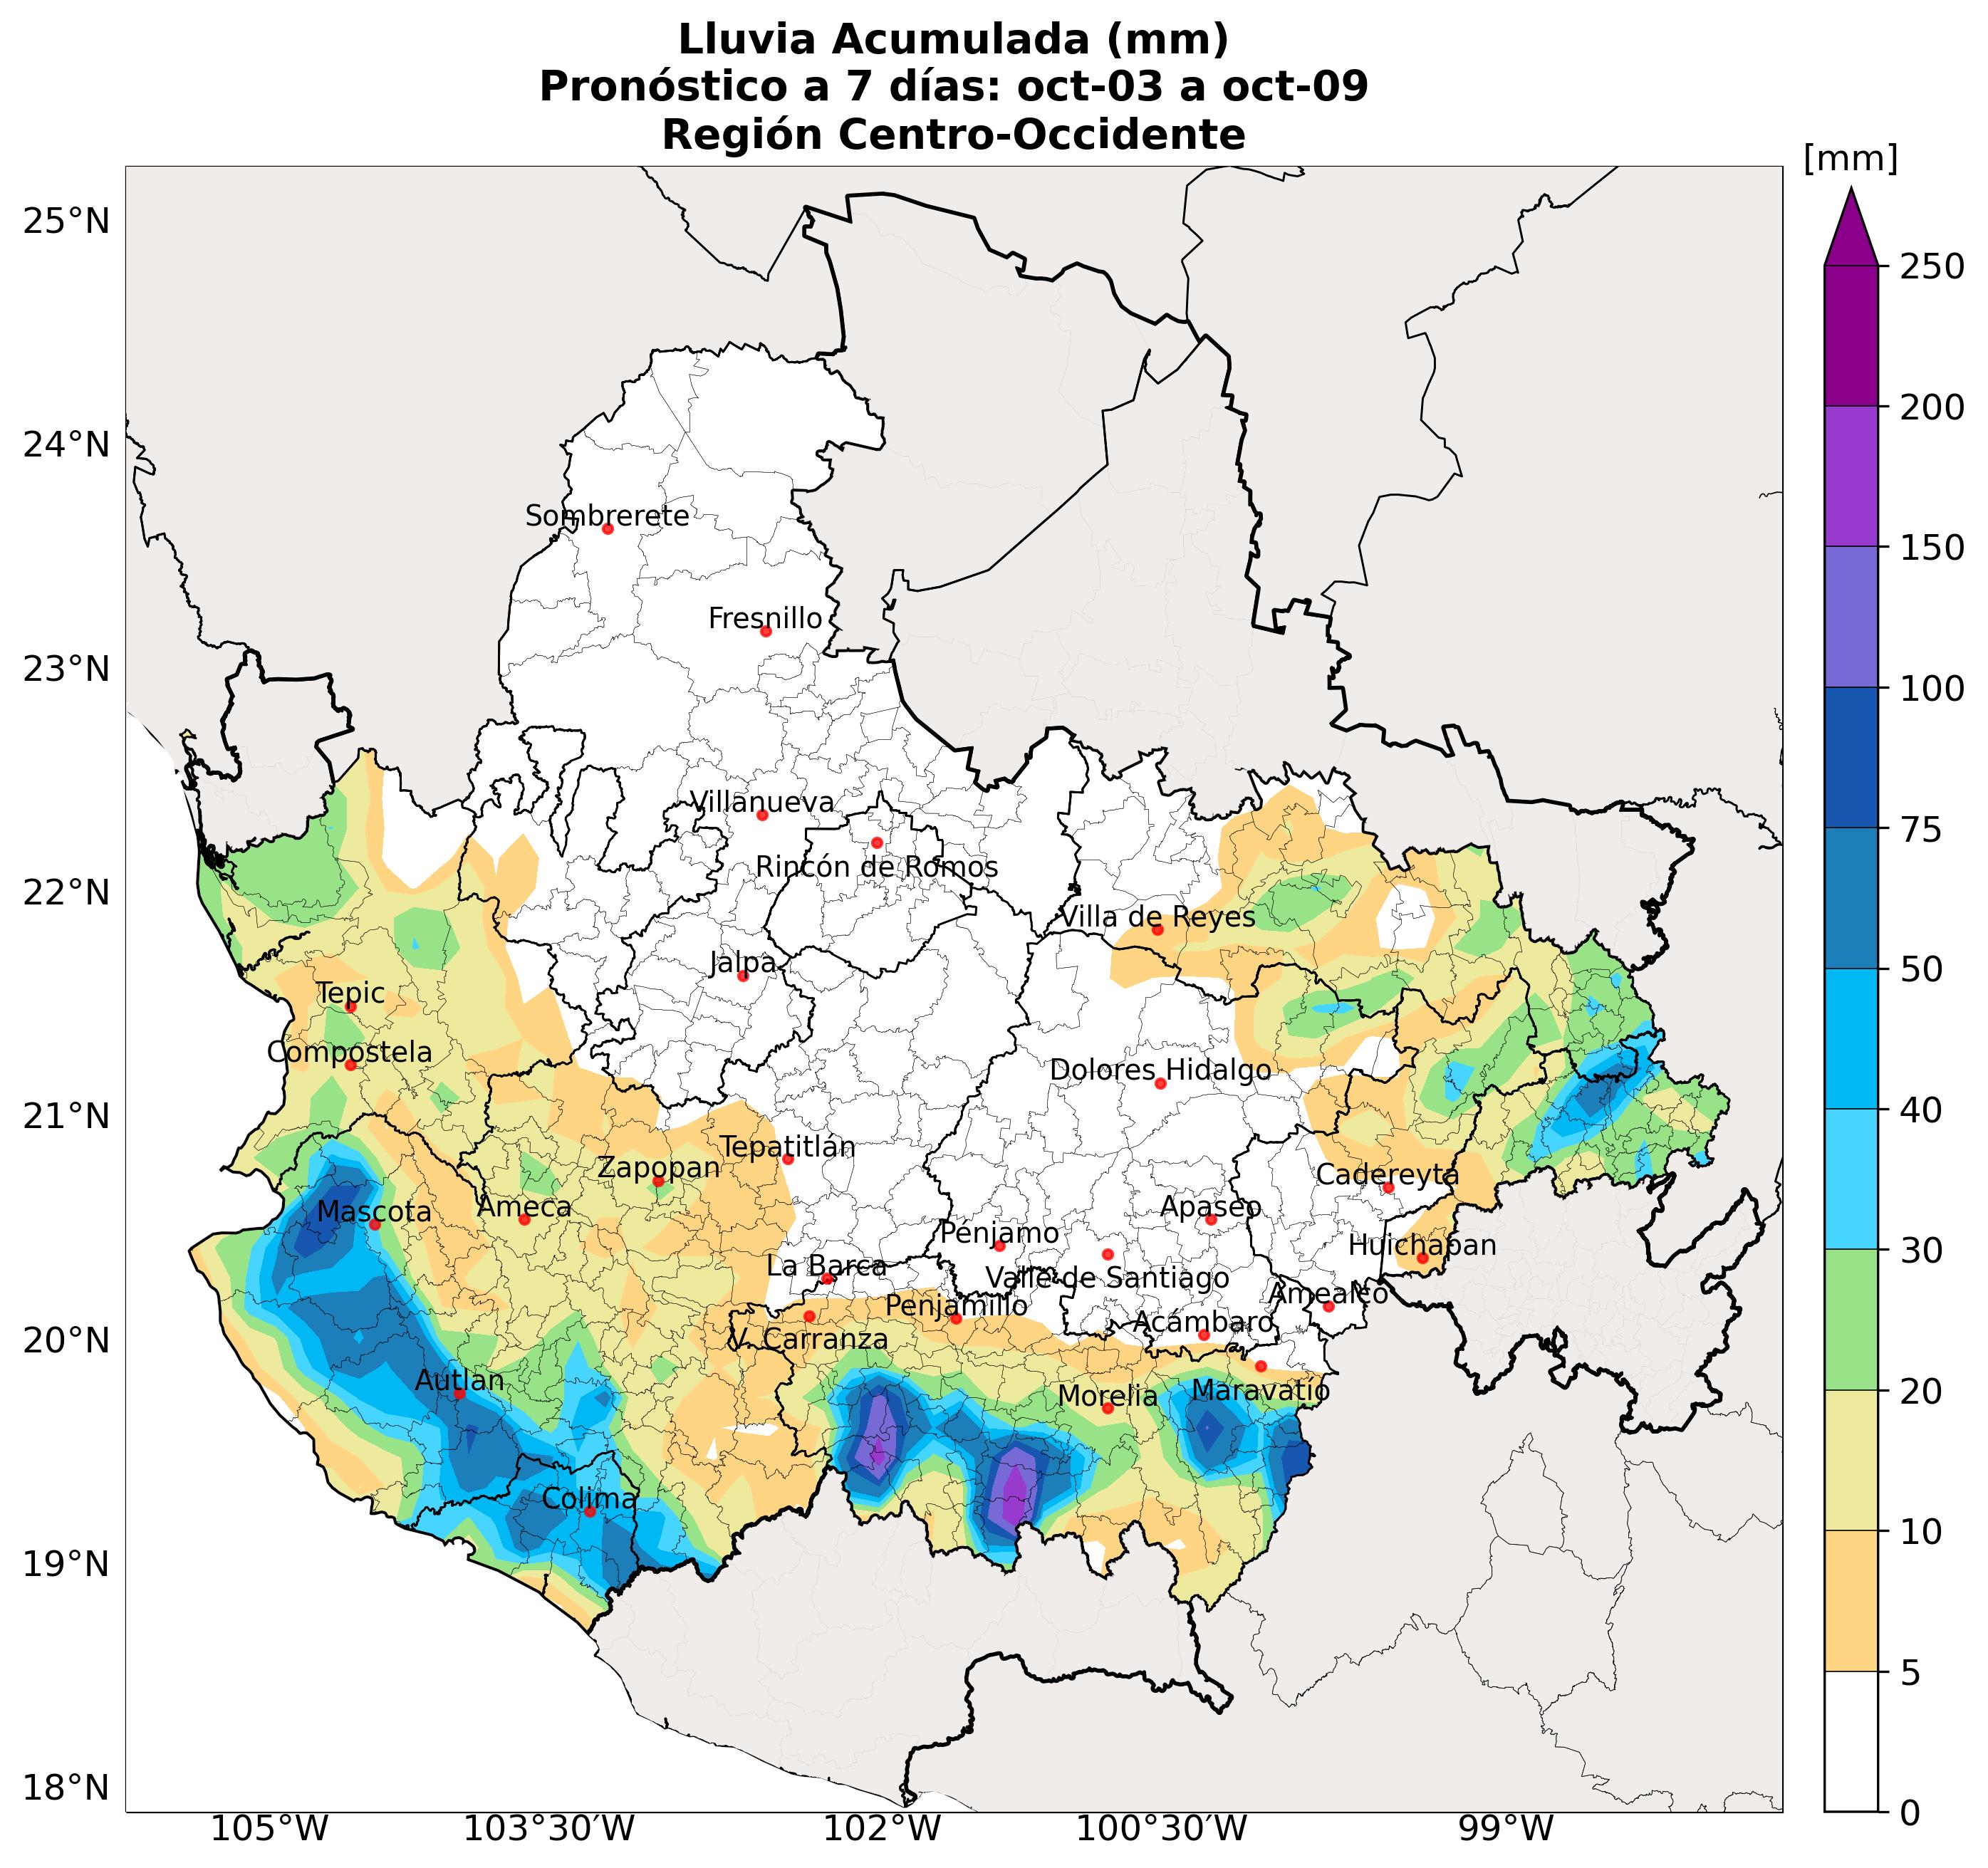 Lluvia Acumulada (mm)
Pronóstico a 7 días: oct-03 a oct-09
Región Centro-Occidente
[mm]
25°N
24°N
23°N
22°N
21°N
20°N
19°N
18°N
250
200
150
100
75
50
40
30
20
10
5
0
Sombrerete
Fresnillo
Villanueva
Rincón de Romos
Villa de Reyes
Jalpa
Tepic
Compostela
Dolores Hidalgo
Tepatitlán
Zapopan
Cadereyta
Mascota
Ameca
Apaseo
Pénjamo
Huichapan
La Barca
Valle de Santiago
Amealco
Penjamillo
Acámbaro
V. Carranza
Autlan
Morelia
Maravatío
Colima
105°W
103°30'W
102°W
100°30'W
99°W